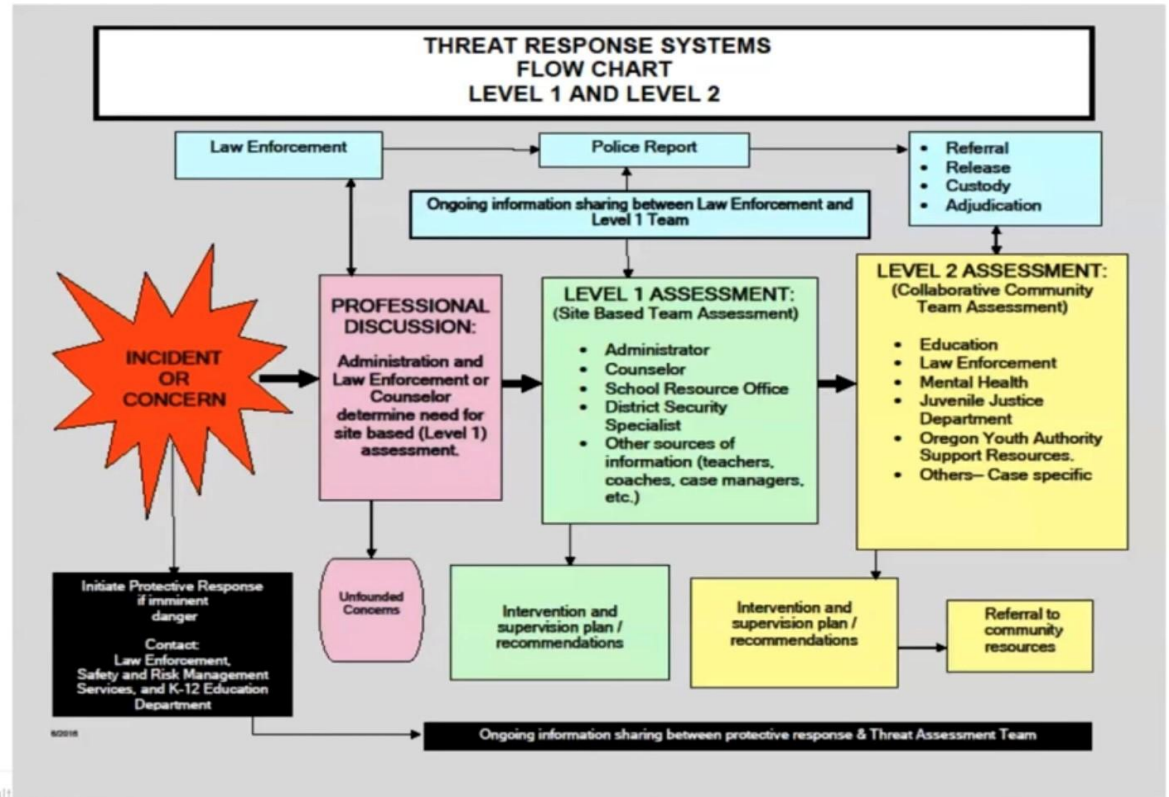 THREAT RESPONSE SYSTEMS
FLOW CHART
LEVEL 1 AND LEVEL 2
Law Enforcement
Police Report
• Referral
• Release
• Custody
• Adjudication
Ongoing information sharing between Law Enforcement and
Level 1 Team
INCIDENT
OR
CONCERN
PROFESSIONAL
DISCUSSION:
Administration and
Law Enforcement or
Counselor
determine need for
site based (Level 1)
assessment.
LEVEL 1 ASSESSMENT:
(Site Based Team Assessment)
• Administrator
• Counselor
• School Resource Office
• District Security
Specialist
• Other sources of
information (teachers,
coaches, case managers,
etc.)
LEVEL 2 ASSESSMENT:
(Collaborative Community
Team Assessment)
• Education
• Law Enforcement
• Mental Health
• Juvenile Justice
Department
• Oregon Youth Authority
Support Resources.
• Others– Case specific
Initiate Protective Response
if imminent
danger
Contact:
Law Enforcement,
Safety and Risk Management
Services, and K-12 Education
Department
Unfounded
Concerns
Intervention and
supervision plan /
recommendations
Intervention and
supervision plan /
recommendations
Referral to
community
resources
Ongoing information sharing between protective response & Threat Assessment Team